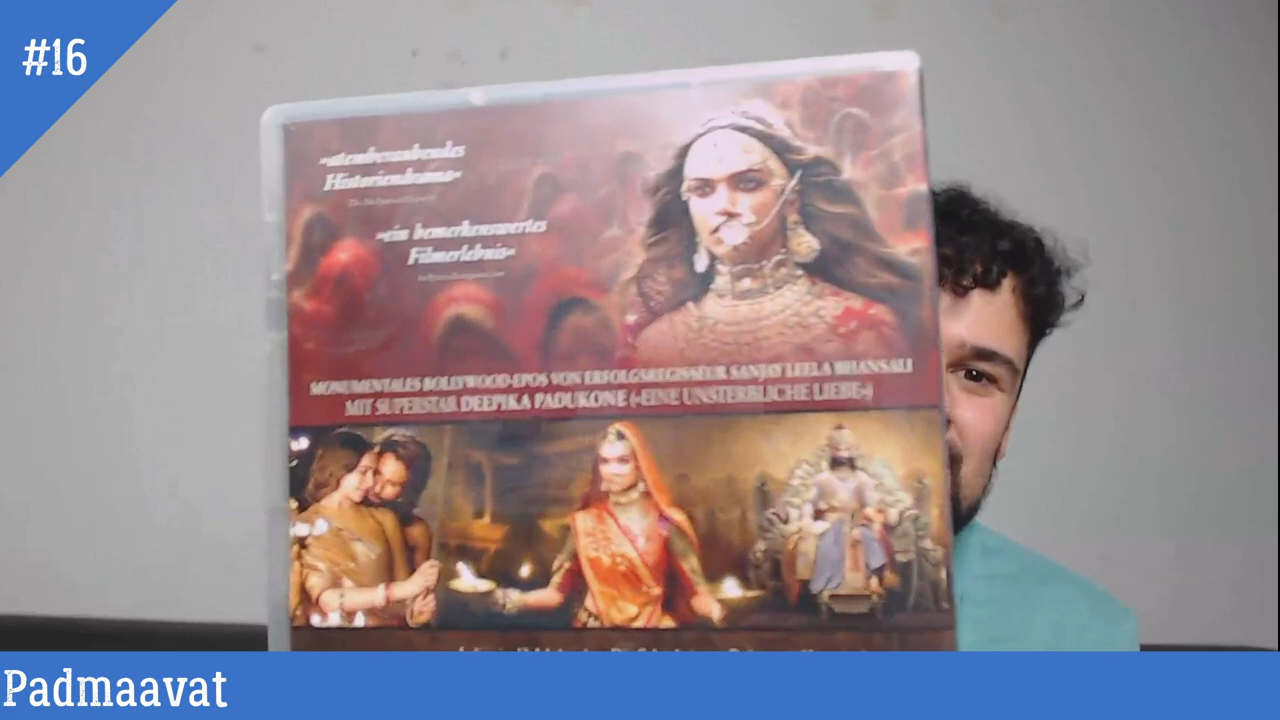 #16
»atemberaubendes
Historiendrama«
»ein bemerkenswertes
Filmerlebnis«
MONUMENTALES BOLLYWOOD-EPOS VON ERFOLGSREGISSEUR SANJAY LEELA BHANSALI
MIT SUPERSTAR DEEPIKA PADUKONE (»EINE UNSTERBLICHE LIEBE«)
Padmaavat